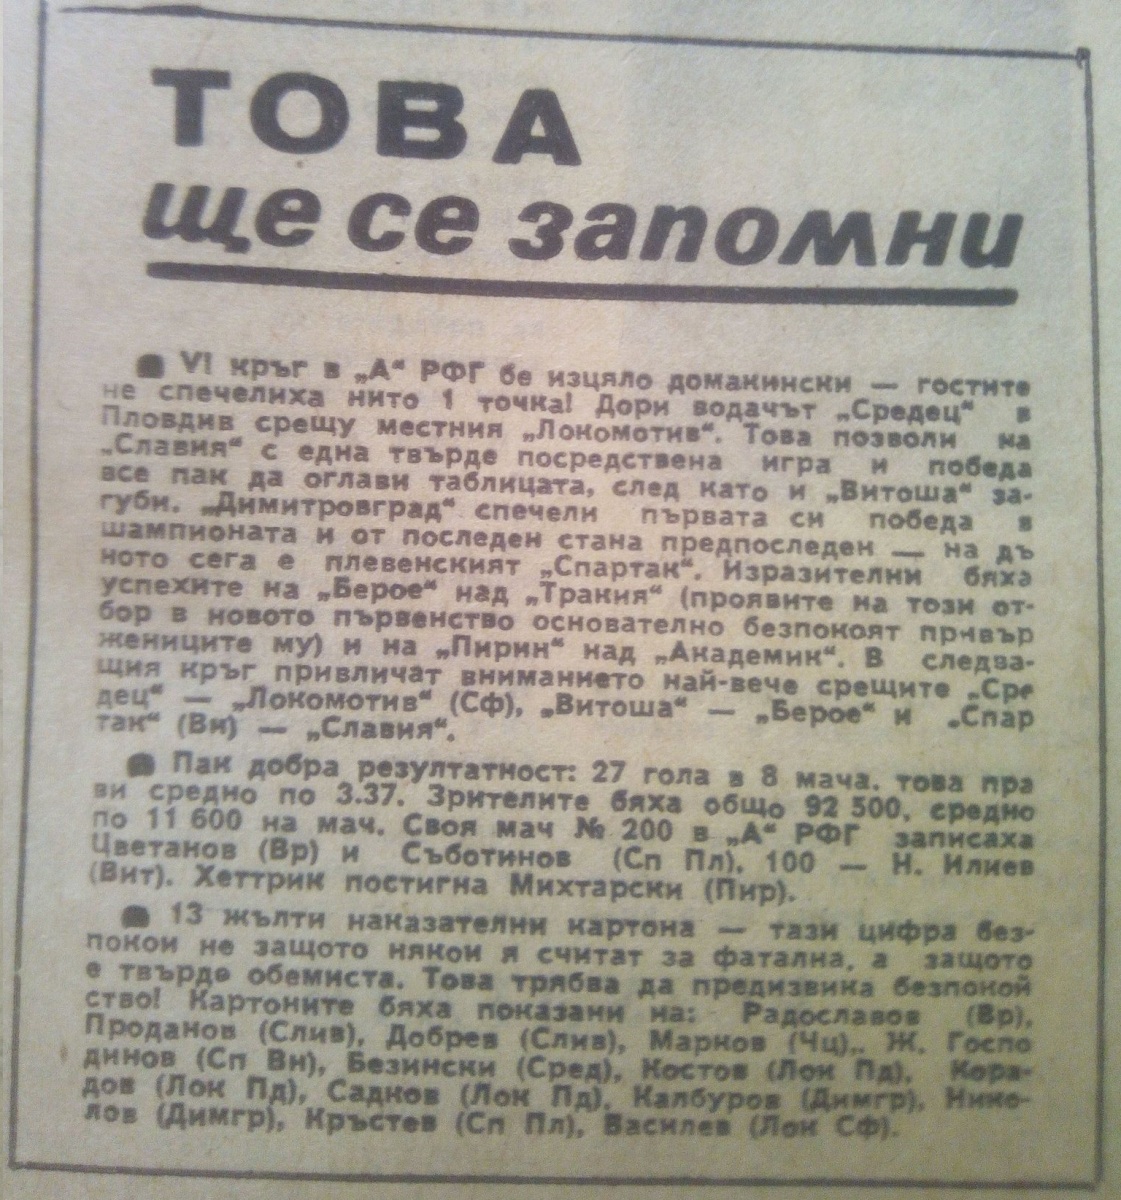 ТОВА
ще се запомни
● VI кръг в „А“ РФГ бе изцяло домакински — гостите
не спечелиха нито 1 точка! Дори водачът „Средец“ в
Пловдив срещу местния „Локомотив“. Това позволи на
„Славия“ с една твърде посредствена игра и победа
все пак да оглави таблицата, след като и „Витоша“ за-
губи. „Димитровград“ спечели първата си победа в
шампионата и от последен стана предпоследен — на дъ
ното сега е плевенският „Спартак“. Изразителни бяха
успехите на „Берое“ над „Тракия“ (проявите на този от-
бор в новото първенство основателно безпокоят привър
жениците му) и на „Пирин“ над „Академик“. В следва-
щия кръг привличат вниманието най-вече срещите „Сре
дец“ — „Локомотив“ (Сф), „Витоша“ — „Берое“ и „Спар
так“ (Вн) — „Славия“.
● Пак добра резултатност: 27 гола в 8 мача. това пра
ви средно по 3.37. Зрителите бяха общо 92 500, средно
по 11 600 на мач. Своя мач № 200 в „А“ РФГ записаха
Цветанов (Вр) и Съботинов (Сп Пл), 100 — Н. Илиев
(Вит). Хеттрик постигна Михтарски (Пир).
● 13 жълти наказателни картона — тази цифра без-
покои не защото някои я считат за фатална, а защото
е твърде обемиста. Това трябва да предизвика безпокой
ство! Картоните бяха показани на: Радославов (Вр),
Проданов (Слив), Добрев (Слив), Марков (Чц),. Ж. Госпо
динов (Сп Вн), Безински (Сред), Костов (Лок Пд), Кора-
дов (Лок Пд), Садков (Лок Пд), Калбуров (Димгр), Нико-
лов (Димгр), Кръстев (Сп Пл), Василев (Лок Сф).